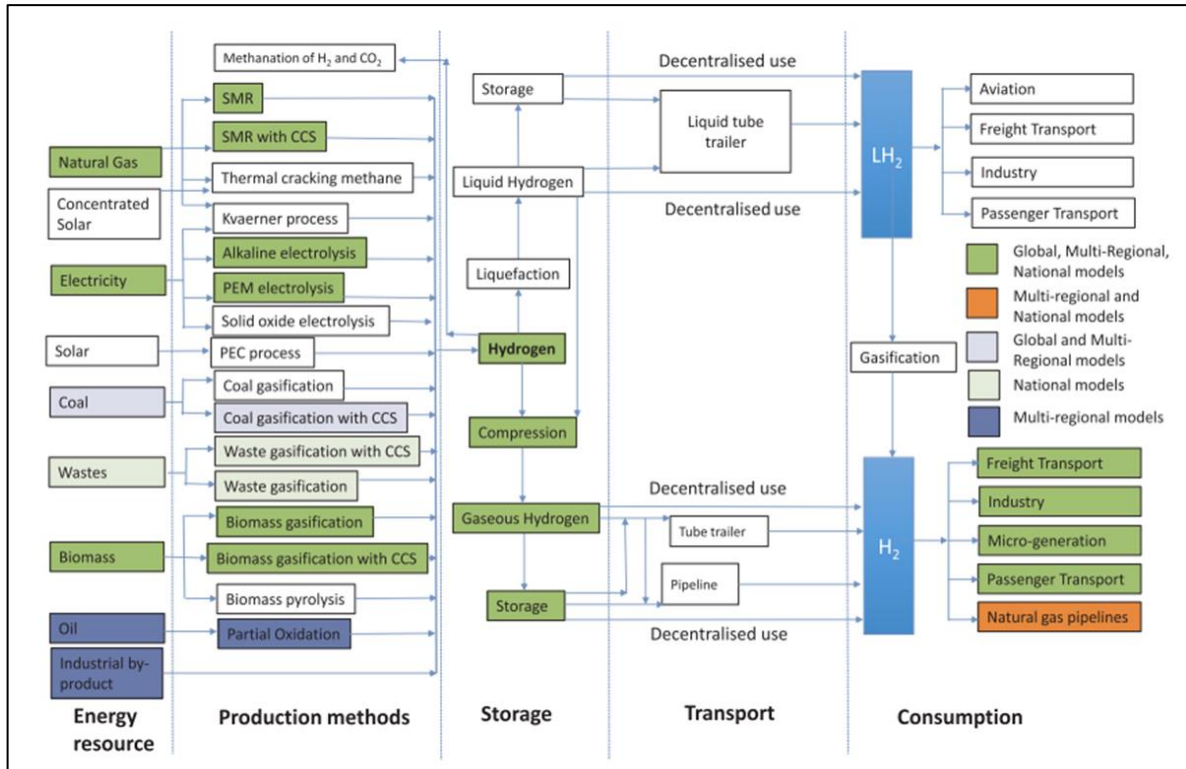 Methanation of H₂ and CO₂
SMR
SMR with CCS
Natural Gas
Thermal cracking methane
Concentrated
Solar
Kvaerner process
Alkaline electrolysis
Electricity
PEM electrolysis
Solid oxide electrolysis
Solar
PEC process
Coal gasification
Coal
Coal gasification with CCS
Waste gasification with CCS
Wastes
Waste gasification
Biomass gasification
Biomass
Biomass gasification with CCS
Biomass pyrolysis
Oil
Partial Oxidation
Industrial by-
product
Storage
Liquid Hydrogen
Liquefaction
Hydrogen
Compression
Gaseous Hydrogen
Storage
Decentralised use
Liquid tube
trailer
Decentralised use
Decentralised use
Tube trailer
Pipeline
Decentralised use
LH₂
Aviation
Freight Transport
Industry
Passenger Transport
Global, Multi-Regional,
National models
Multi-regional and
National models
Global and Multi-
Regional models
National models
Multi-regional models
Gasification
H₂
Freight Transport
Industry
Micro-generation
Passenger Transport
Natural gas pipelines
Energy
resource
Production methods
Storage
Transport
Consumption